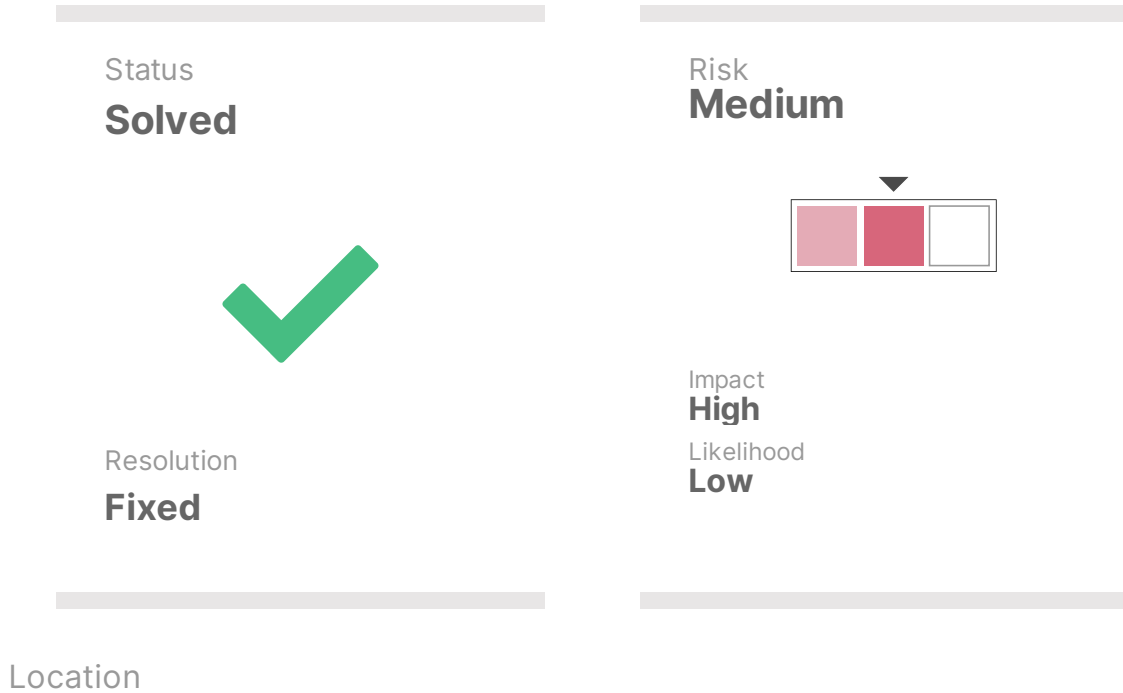 Status
Solved
Resolution
Fixed
Risk
Medium
Impact
High
Likelihood
Low
Location